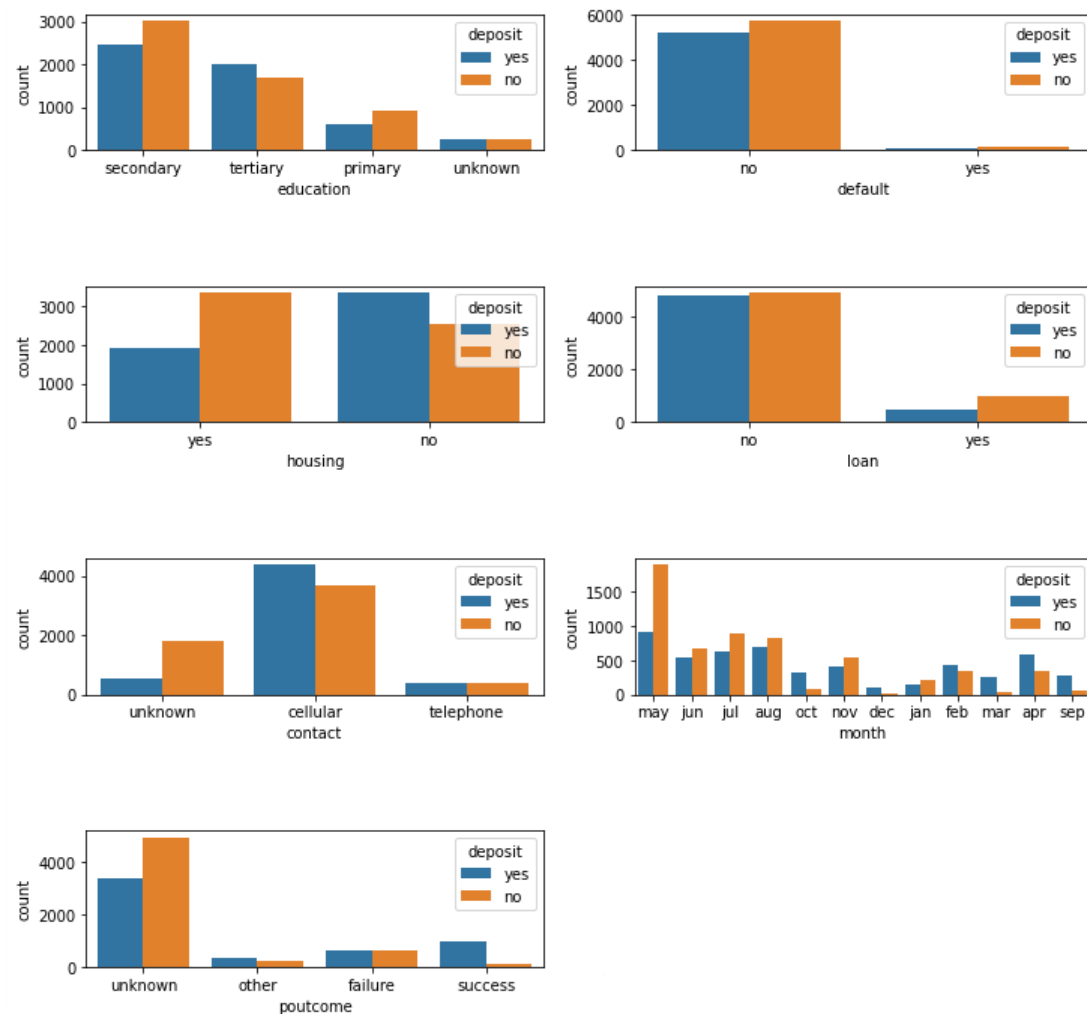 3000
2000
1000
0
count
deposit
yes
no
secondary tertiary primary unknown
education
6000
4000
2000
0
count
deposit
yes
no
no yes
default
3000
2000
1000
0
count
deposit
yes
no
yes no
housing
4000
2000
0
count
deposit
yes
no
no yes
loan
4000
2000
0
count
deposit
yes
no
unknown cellular telephone
contact
1500
1000
500
0
count
deposit
yes
no
may jun jul aug oct nov dec jan feb mar apr sep
month
4000
2000
0
count
deposit
yes
no
unknown other failure success
poutcome